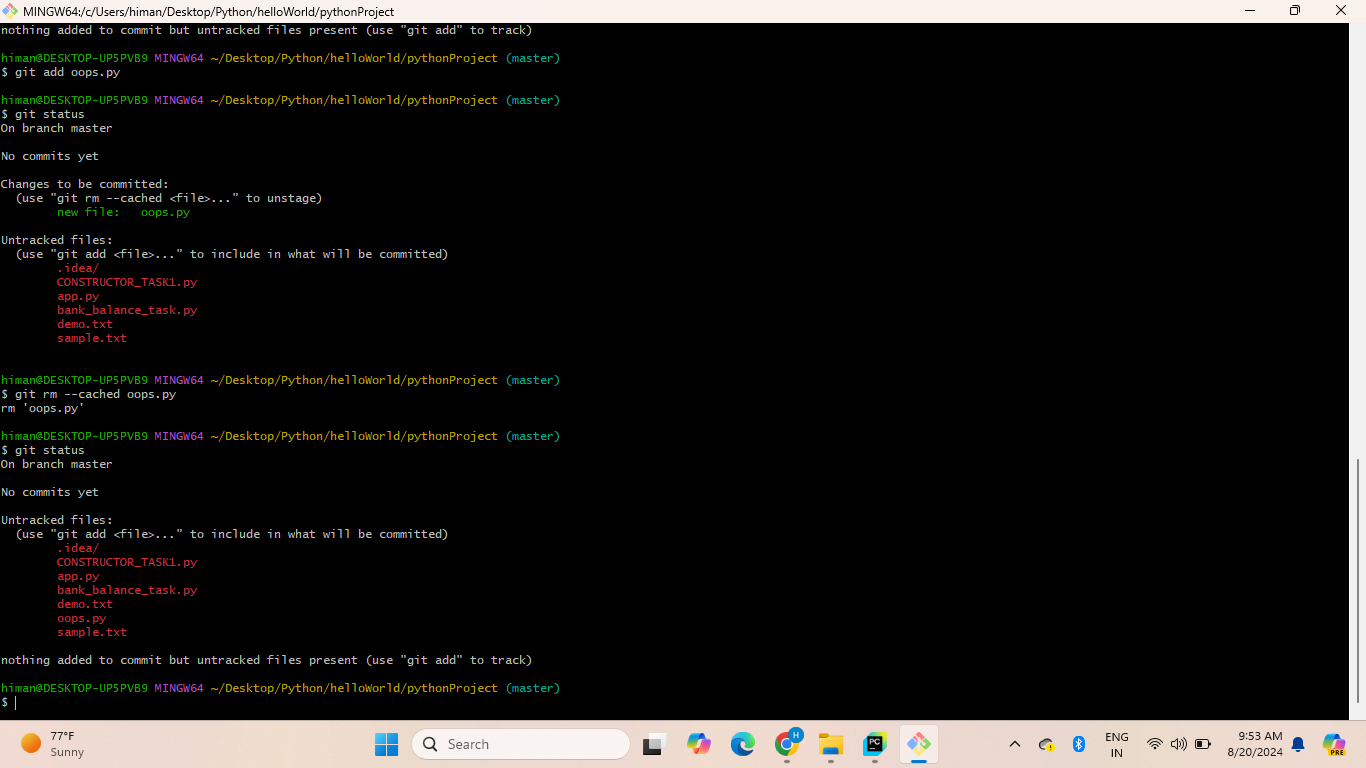 MINGW64:/c/Users/himan/Desktop/Python/helloWorld/pythonProject
nothing added to commit but untracked files present (use "git add" to track)
himan@DESKTOP-UP5PVB9 MINGW64 ~/Desktop/Python/helloWorld/pythonProject (master)
$ git add oops.py
himan@DESKTOP-UP5PVB9 MINGW64 ~/Desktop/Python/helloWorld/pythonProject (master)
$ git status
On branch master
No commits yet
Changes to be committed:
(use "git rm --cached <file>..." to unstage)
new file:   oops.py
Untracked files:
(use "git add <file>..." to include in what will be committed)
.idea/
CONSTRUCTOR_TASK1.py
app.py
bank_balance_task.py
demo.txt
sample.txt
himan@DESKTOP-UP5PVB9 MINGW64 ~/Desktop/Python/helloWorld/pythonProject (master)
$ git rm --cached oops.py
rm 'oops.py'
himan@DESKTOP-UP5PVB9 MINGW64 ~/Desktop/Python/helloWorld/pythonProject (master)
$ git status
On branch master
No commits yet
Untracked files:
(use "git add <file>..." to include in what will be committed)
.idea/
CONSTRUCTOR_TASK1.py
app.py
bank_balance_task.py
demo.txt
oops.py
sample.txt
nothing added to commit but untracked files present (use "git add" to track)
himan@DESKTOP-UP5PVB9 MINGW64 ~/Desktop/Python/helloWorld/pythonProject (master)
$
77°F
Sunny
Search
H
PC
ENG
IN
9:53 AM
8/20/2024
PRE